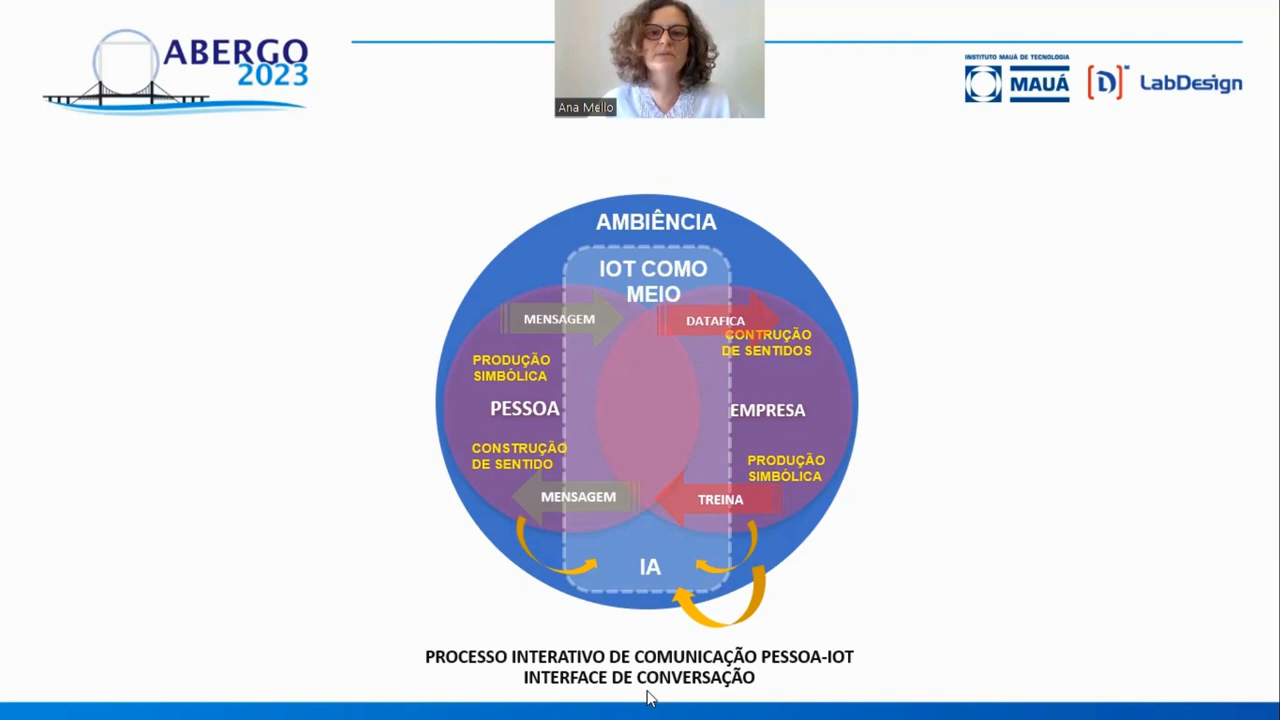 ABERGO
2023
Ana Mello
INSTITUTO MAUÁ DE TECNOLOGIA
MAUÁ
D
LabDesign
AMBIÊNCIA
IOT COMO
MEIO
MENSAGEM
DATAFICA
CONTRUÇÃO
DE SENTIDOS
PRODUÇÃO
SIMBÓLICA
PESSOA
EMPRESA
CONSTRUÇÃO
DE SENTIDO
PRODUÇÃO
SIMBÓLICA
MENSAGEM
TREINA
IA
PROCESSO INTERATIVO DE COMUNICAÇÃO PESSOA-IOT
INTERFACE DE CONVERSAÇÃO